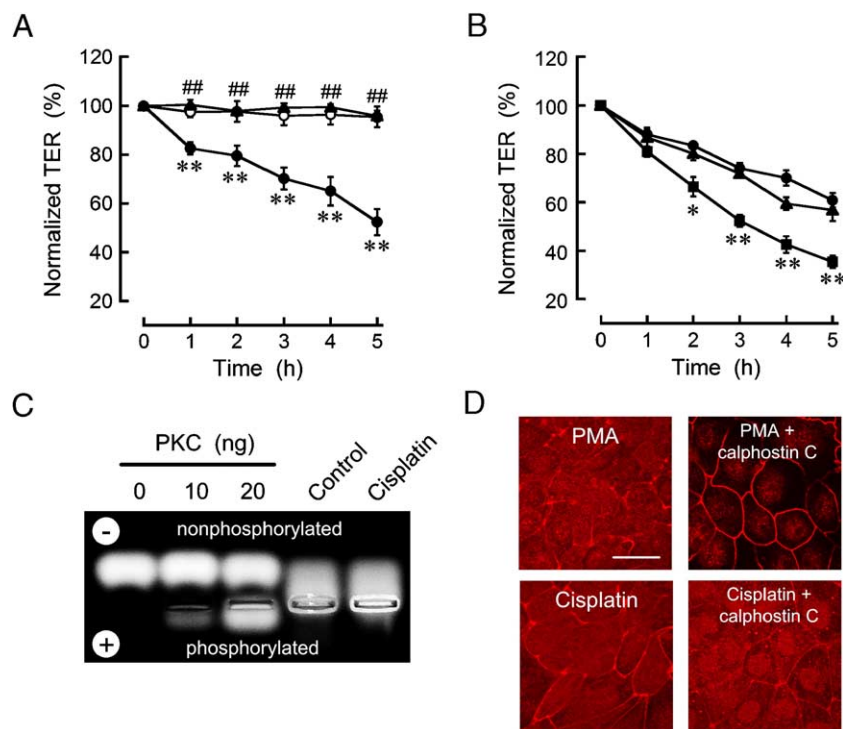 A
120
100
80
60
40
20
Normalized TER (%)
## ## ## ## ##
** ** ** ** **
0 1 2 3 4 5
Time (h)
B
120
100
80
60
40
20
Normalized TER (%)
* ** ** **
0 1 2 3 4 5
Time (h)
C
PKC (ng)
0 10 20 Control Cisplatin
-
nonphosphorylated
+
phosphorylated
D
PMA
PMA +
calphostin C
Cisplatin
Cisplatin +
calphostin C